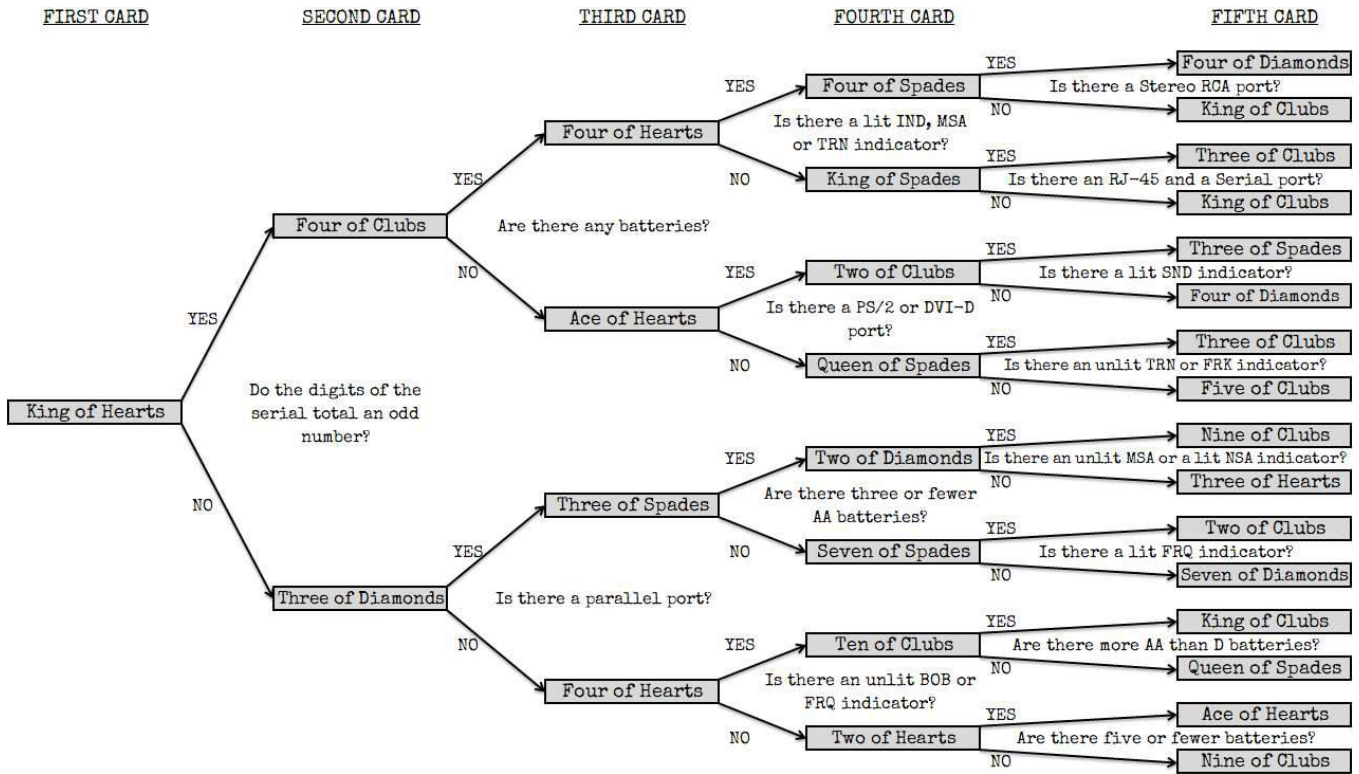 FIRST CARD
SECOND CARD
THIRD CARD
FOURTH CARD
FIFTH CARD
King of Hearts
YES
NO
Do the digits of the
serial total an odd
number?
Four of Clubs
YES
NO
Are there any batteries?
Three of Diamonds
YES
NO
Is there a parallel port?
Four of Hearts
YES
NO
Is there a lit IND, MSA
or TRN indicator?
Ace of Hearts
YES
NO
Is there a PS/2 or DVI-D
port?
Three of Spades
YES
NO
Are there three or fewer
AA batteries?
Four of Hearts
YES
NO
Is there an unlit BOB or
FRQ indicator?
Four of Spades
YES
NO
Is there a Stereo RCA port?
King of Spades
YES
NO
Is there an RJ-45 and a Serial port?
Two of Clubs
YES
NO
Is there a lit SND indicator?
Queen of Spades
YES
NO
Is there an unlit TRN or FRK indicator?
Two of Diamonds
YES
NO
Is there an unlit MSA or a lit NSA indicator?
Seven of Spades
YES
NO
Is there a lit FRQ indicator?
Ten of Clubs
YES
NO
Are there more AA than D batteries?
Two of Hearts
YES
NO
Are there five or fewer batteries?
Four of Diamonds
King of Clubs
Three of Clubs
King of Clubs
Three of Spades
Four of Diamonds
Three of Clubs
Five of Clubs
Nine of Clubs
Three of Hearts
Two of Clubs
Seven of Diamonds
King of Clubs
Queen of Spades
Ace of Hearts
Nine of Clubs